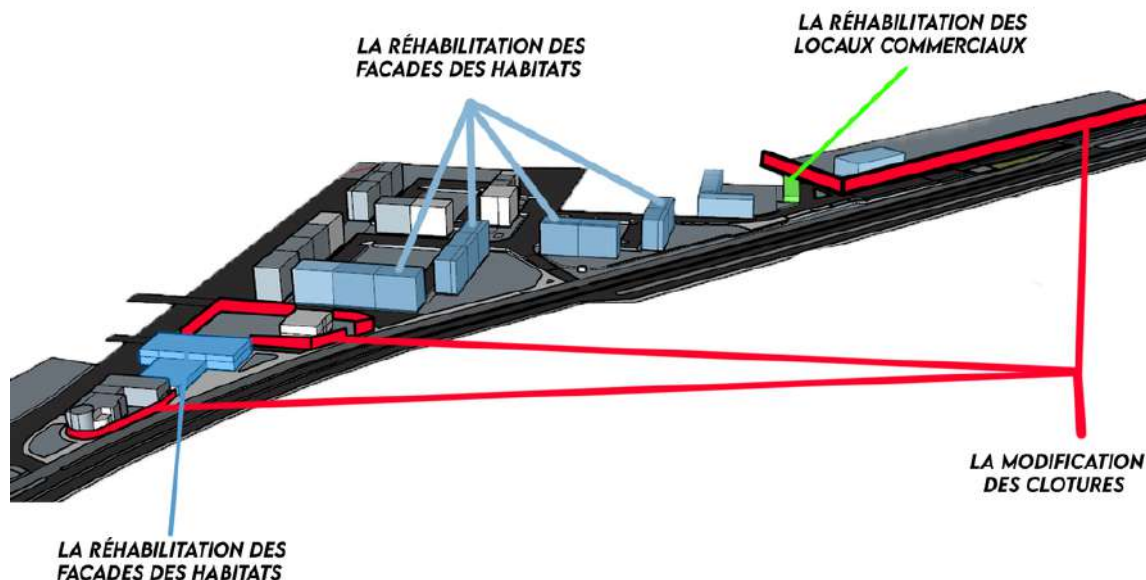 LA RÉHABILITATION DES
LOCAUX COMMERCIAUX
LA RÉHABILITATION DES
FACADES DES HABITATS
LA MODIFICATION
DES CLOTURES
LA RÉHABILITATION DES
FACADES DES HABITATS